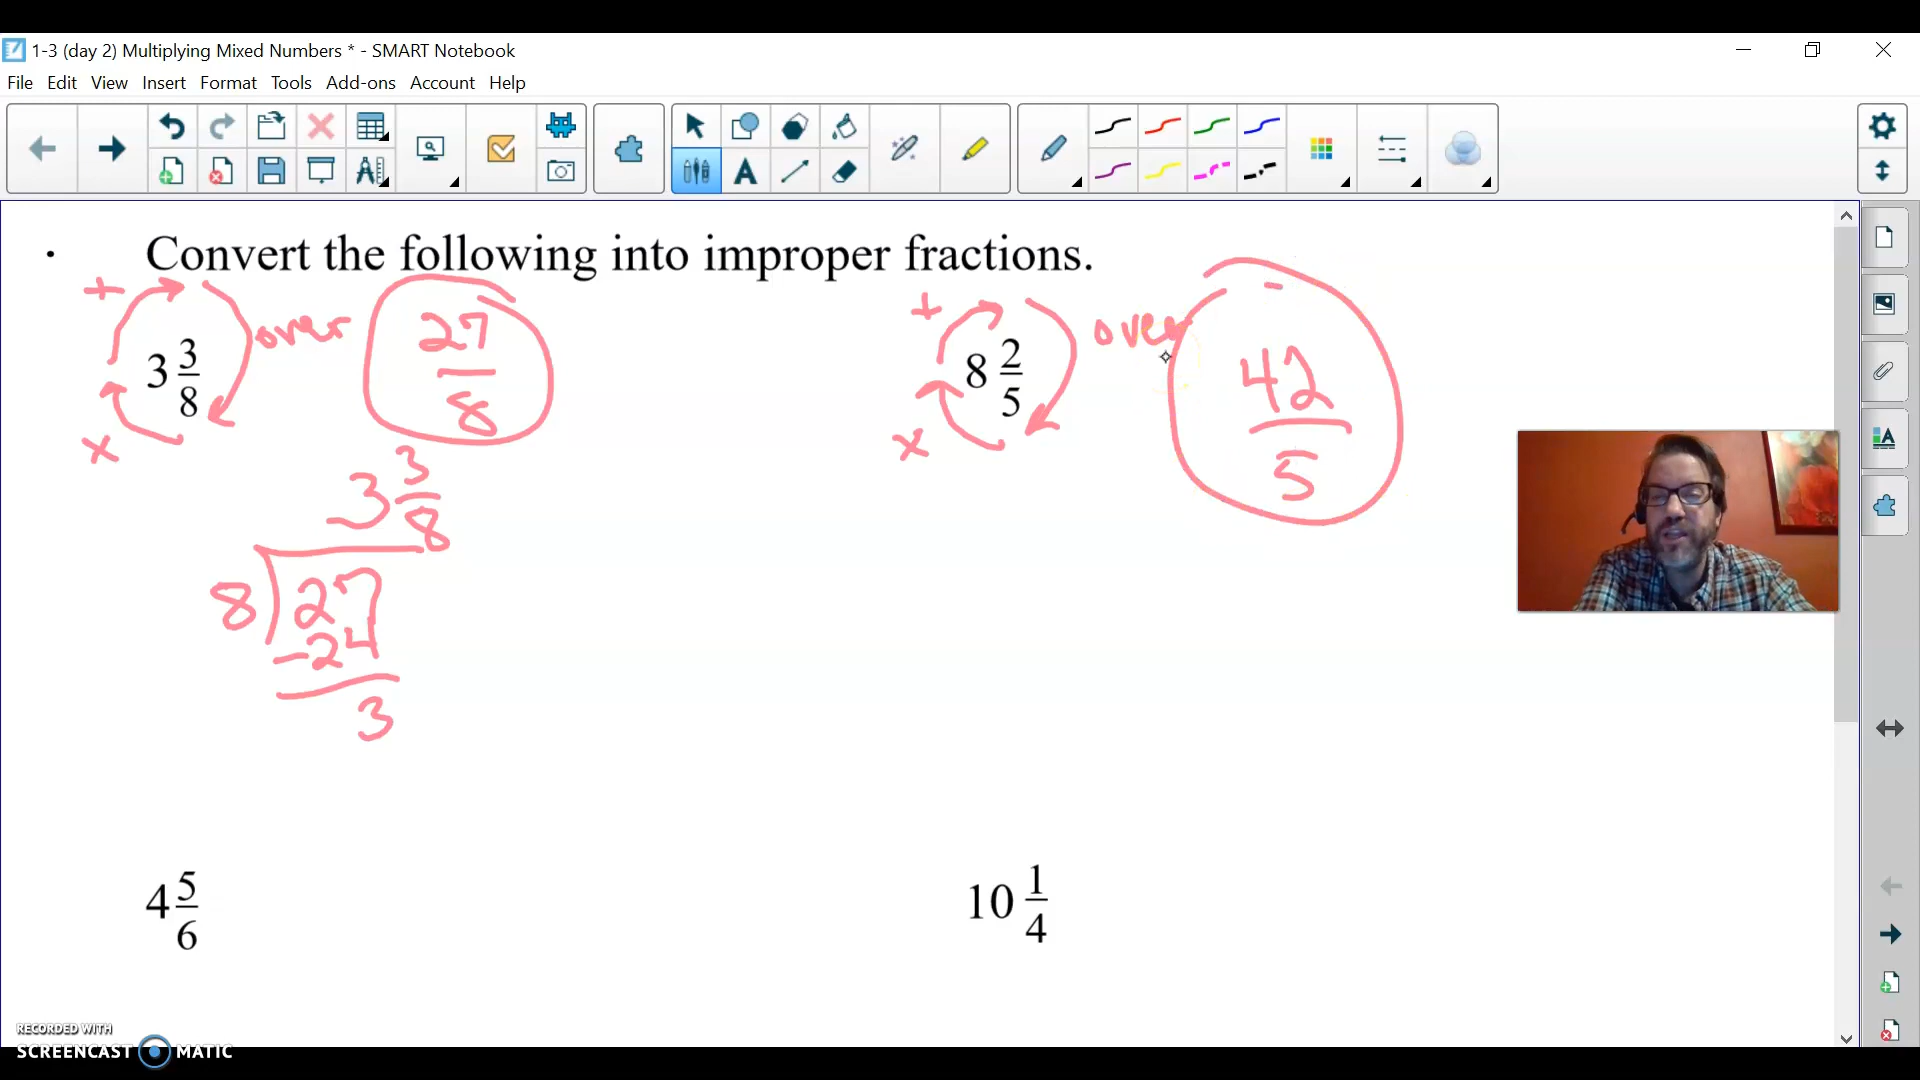 1-3 (day 2) Multiplying Mixed Numbers * - SMART Notebook
File Edit View Insert Format Tools Add-ons Account Help
. Convert the following into improper fractions.
+ 3 3/8 x over 27/8
+ 8 2/5 x over 42/5
3 3/8
8 27
-24
3
4 5/6
10 1/4
RECORDED WITH
SCREENCAST MATIC